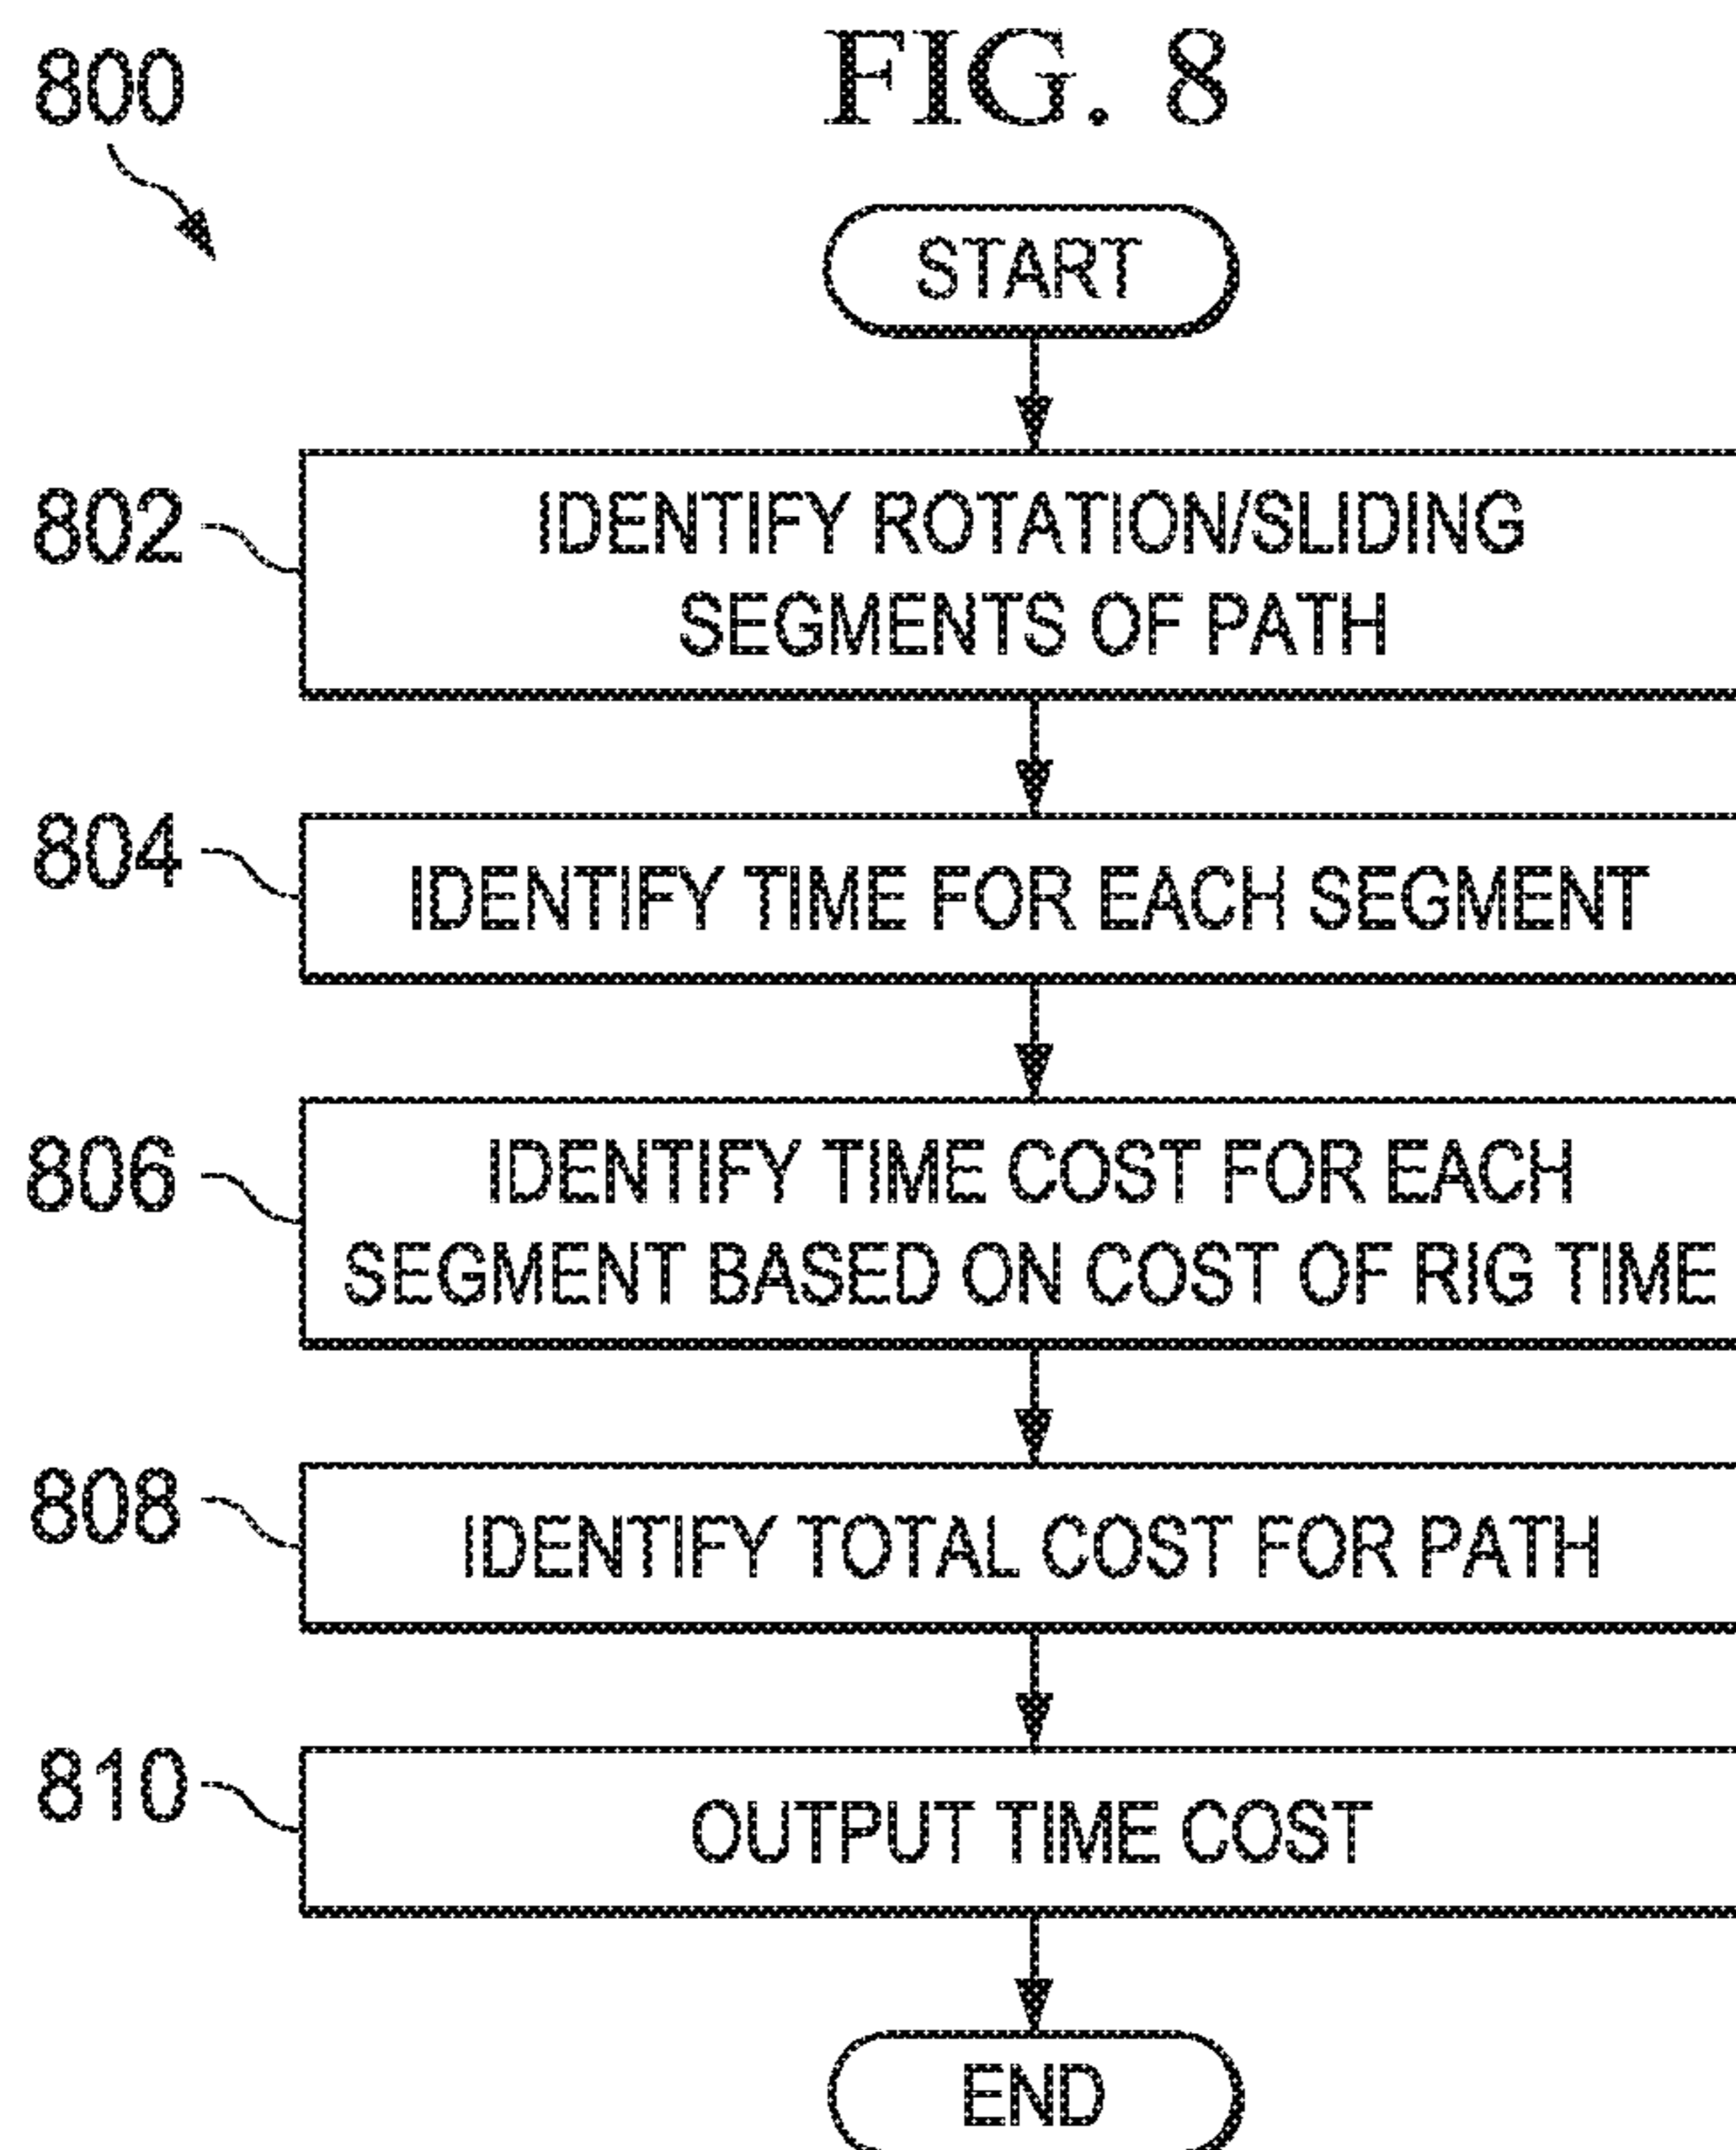 FIG. 8
800
START
802
IDENTIFY ROTATION/SLIDING
SEGMENTS OF PATH
804
IDENTIFY TIME FOR EACH SEGMENT
806
IDENTIFY TIME COST FOR EACH
SEGMENT BASED ON COST OF RIG TIME
808
IDENTIFY TOTAL COST FOR PATH
810
OUTPUT TIME COST
END